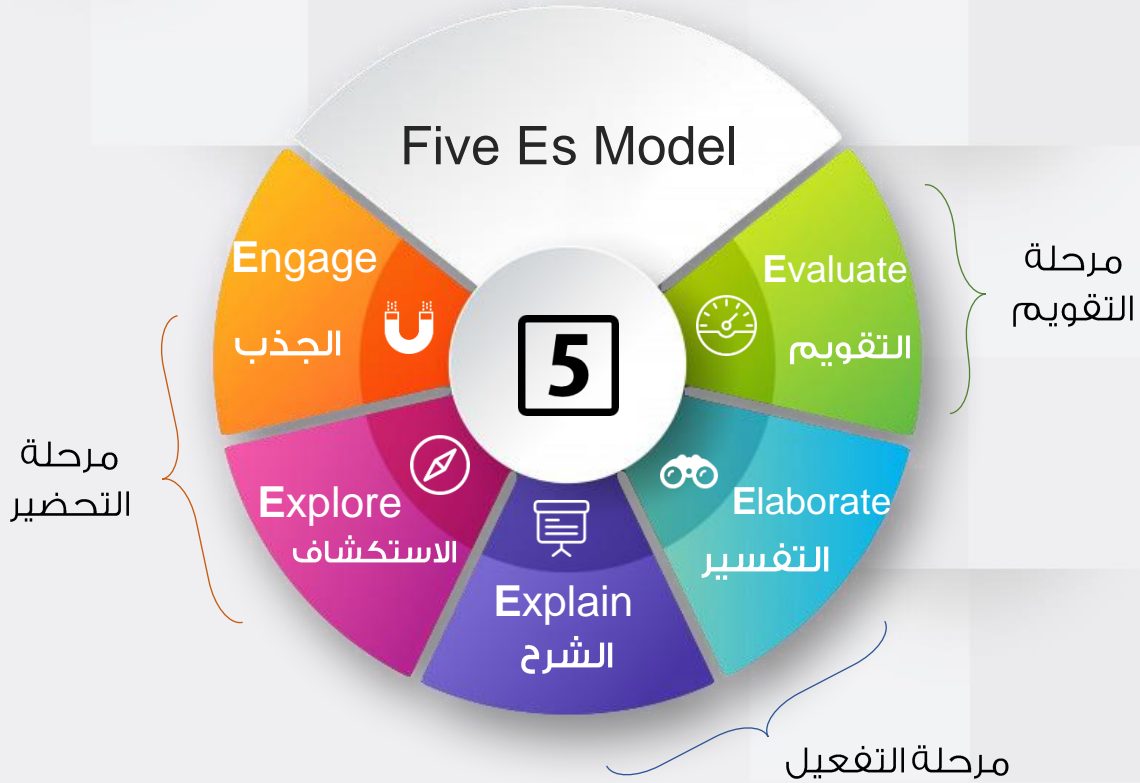 Five Es Model
5
Engage
الجذب
Explore
الاستكشاف
Explain
الشرح
Elaborate
التفسير
Evaluate
التقويم
مرحلة
التحضير
مرحلة التفعيل
مرحلة
التقويم